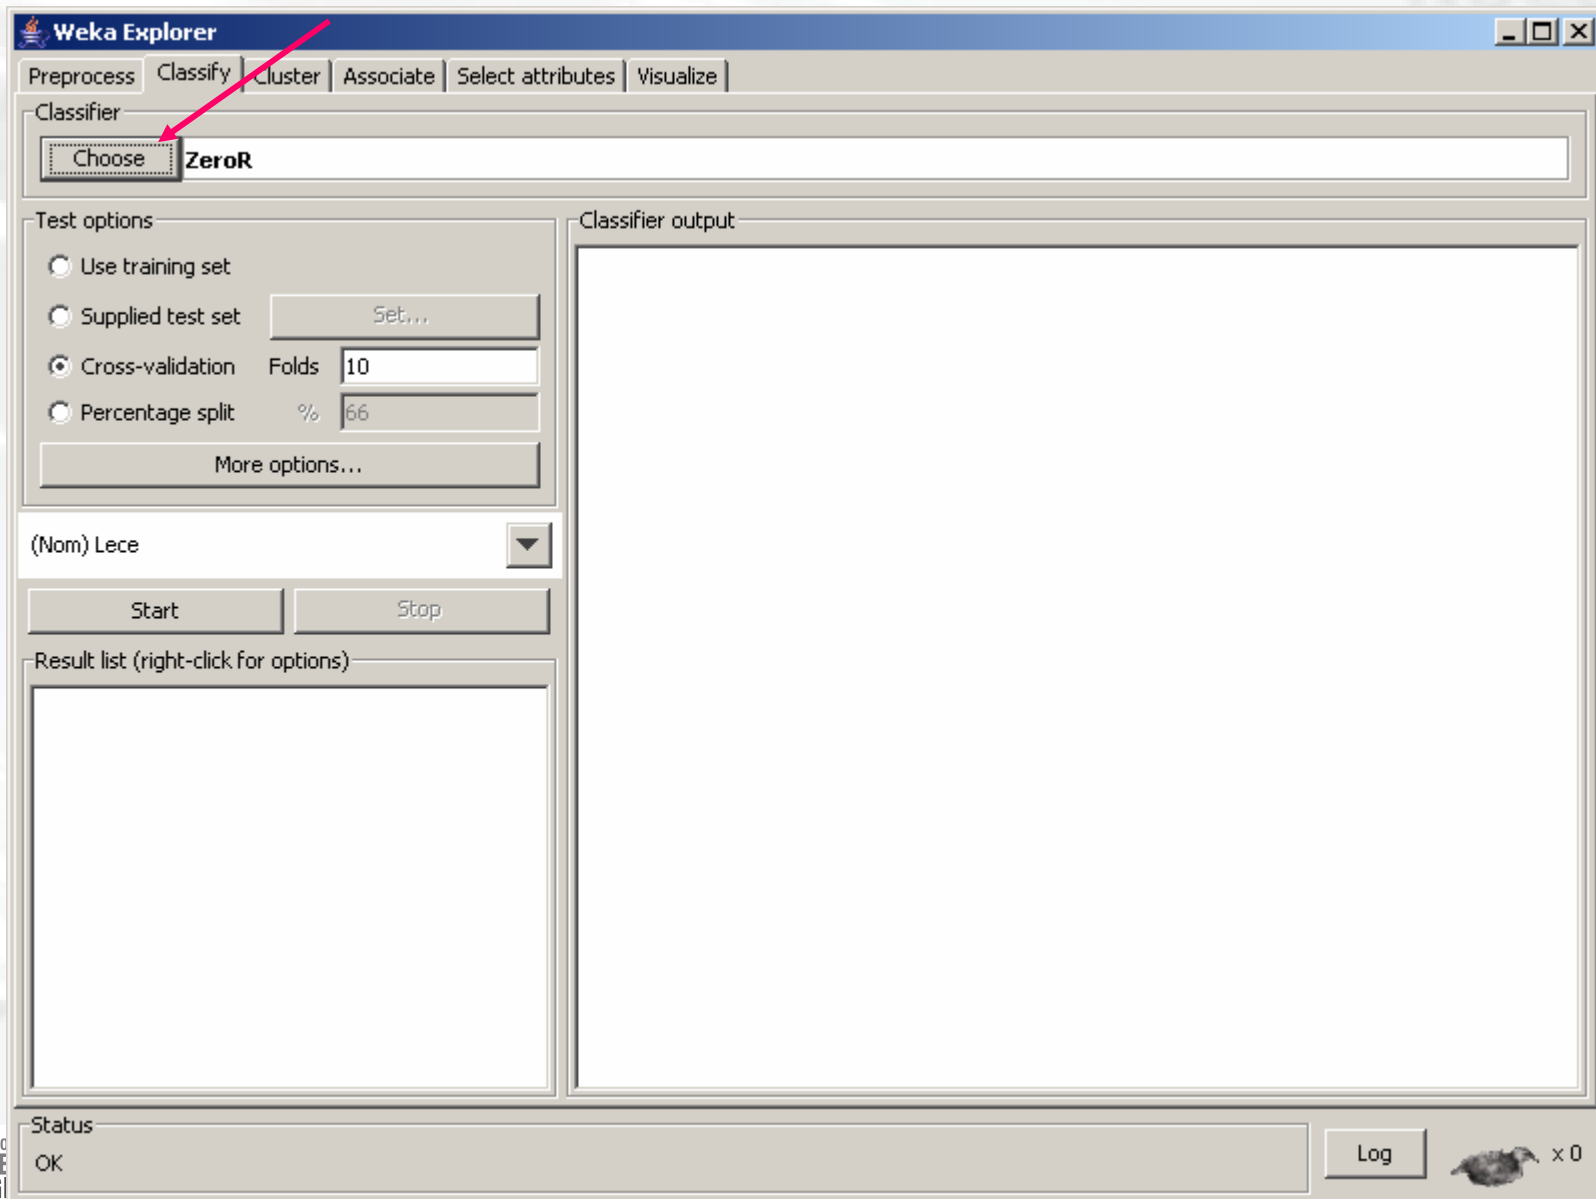 Weka Explorer
Preprocess Classify Cluster Associate Select attributes Visualize
Classifier
Choose ZeroR
Test options
Use training set
Supplied test set Set...
Cross-validation Folds 10
Percentage split % 66
More options...
(Nom) Lece
Start Stop
Result list (right-click for options)
Classifier output
Status
OK
Log x 0